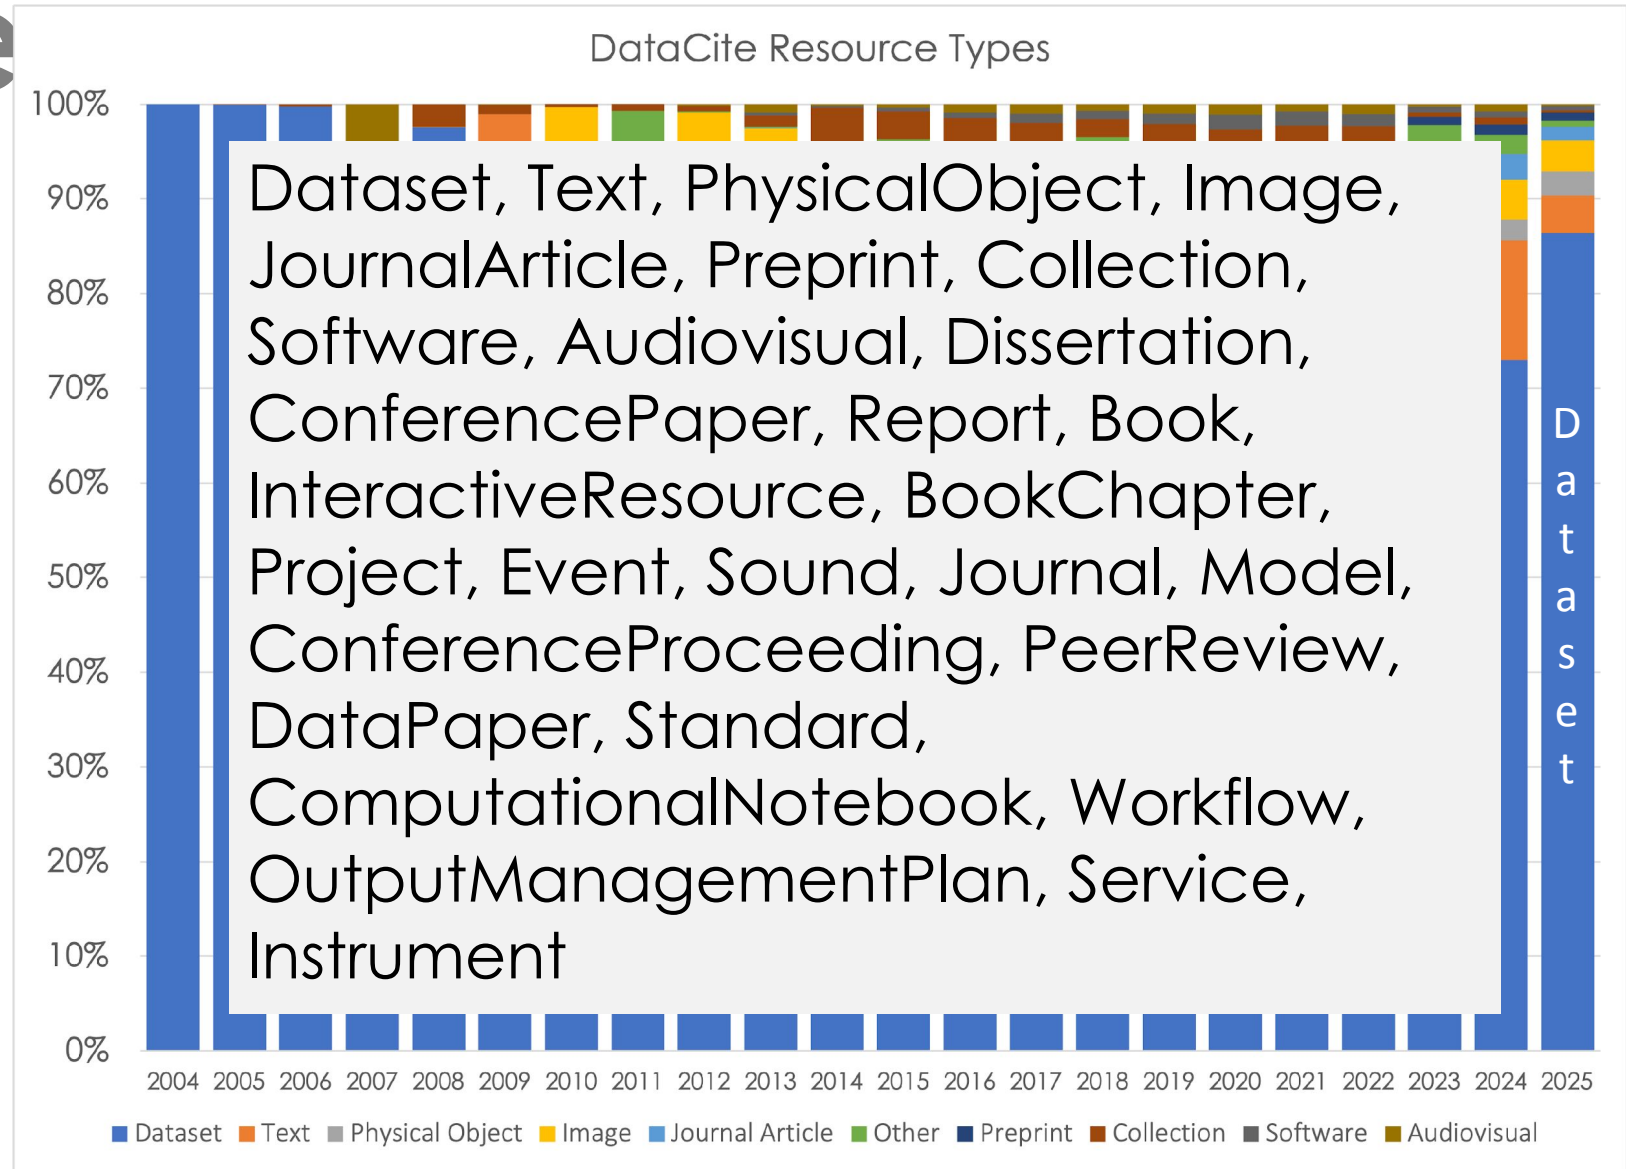 DataCite Resource Types
100%
90%
80%
70%
60%
50%
40%
30%
20%
10%
0%
Dataset, Text, PhysicalObject, Image,
JournalArticle, Preprint, Collection,
Software, Audiovisual, Dissertation,
ConferencePaper, Report, Book,
InteractiveResource, BookChapter,
Project, Event, Sound, Journal, Model,
ConferenceProceeding, PeerReview,
DataPaper, Standard,
ComputationalNotebook, Workflow,
OutputManagementPlan, Service,
Instrument
Dataset
2004 2005 2006 2007 2008 2009 2010 2011 2012 2013 2014 2015 2016 2017 2018 2019 2020 2021 2022 2023 2024 2025
Dataset Text Physical Object Image Journal Article Other Preprint Collection Software Audiovisual